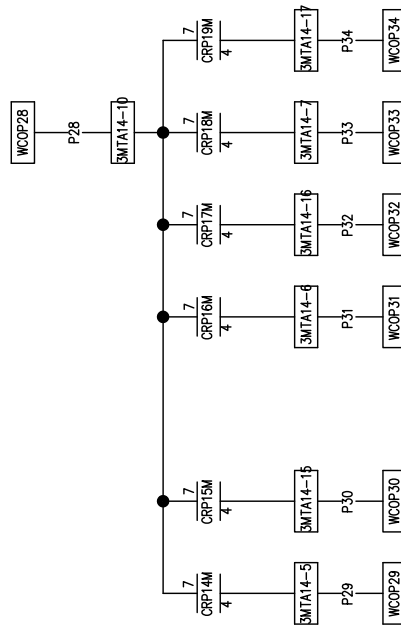 WCOP28
P28
3MTA14-10
7
CRP19M
4
3MTA14-17
P34
WCOP34
7
CRP18M
4
3MTA14-7
P33
WCOP33
7
CRP17M
4
3MTA14-16
P32
WCOP32
7
CRP16M
4
3MTA14-6
P31
WCOP31
7
CRP15M
4
3MTA14-15
P30
WCOP30
7
CRP14M
4
3MTA14-5
P29
WCOP29